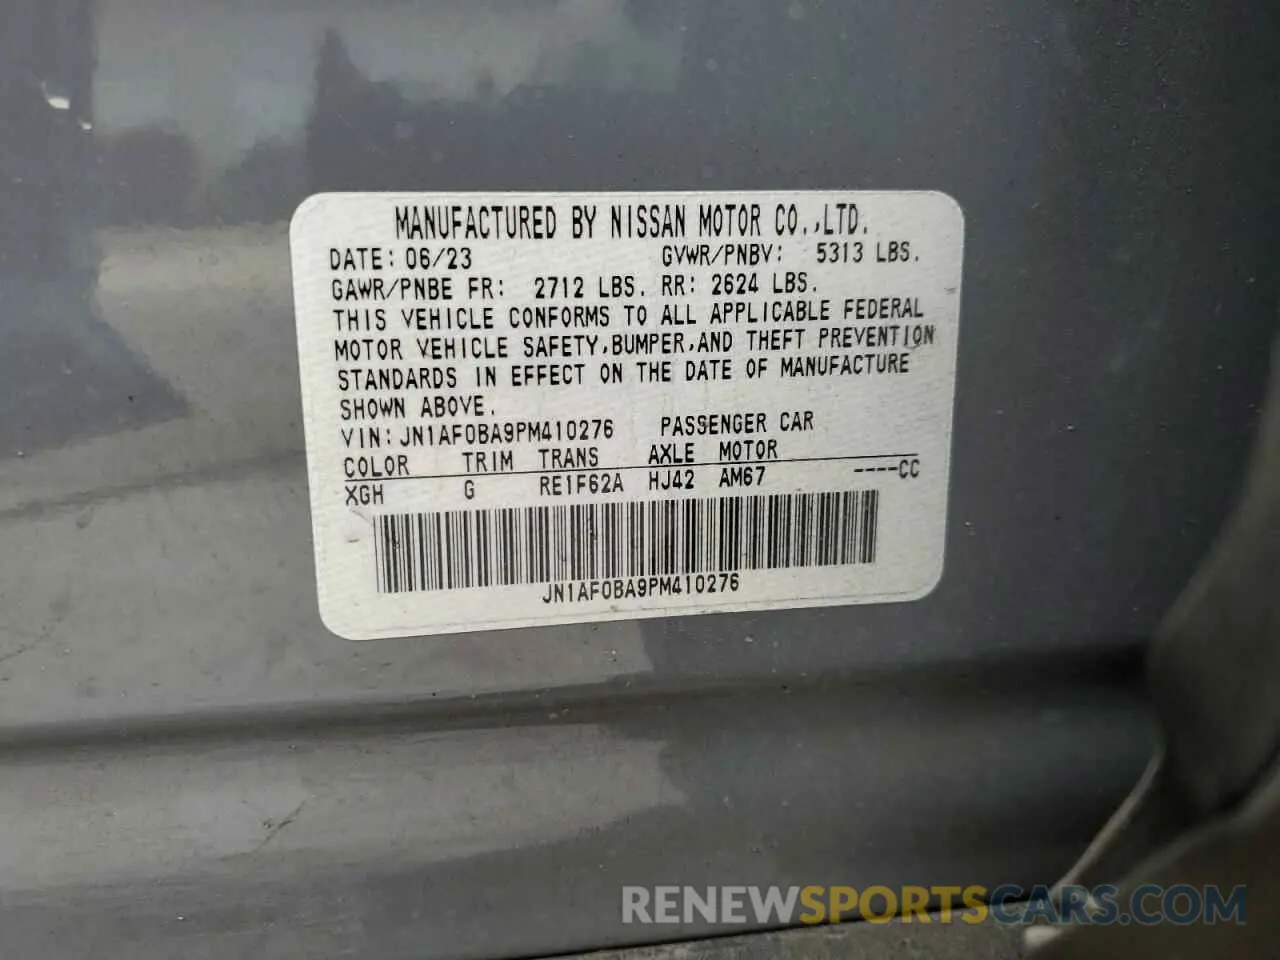 MANUFACTURED BY NISSAN MOTOR CO.,LTD.
DATE: 06/23 GVWR/PNBV: 5313 LBS.
GAWR/PNBE FR: 2712 LBS. RR: 2624 LBS.
THIS VEHICLE CONFORMS TO ALL APPLICABLE FEDERAL
MOTOR VEHICLE SAFETY,BUMPER,AND THEFT PREVENTION
STANDARDS IN EFFECT ON THE DATE OF MANUFACTURE
SHOWN ABOVE.
VIN: JN1AF0BA9PM410276 PASSENGER CAR
COLOR TRIM TRANS AXLE MOTOR
XGH G RE1F62A HJ42 AM67 ----CC
JN1AF0BA9PM410276
RENEWSPORTSCARS.COM